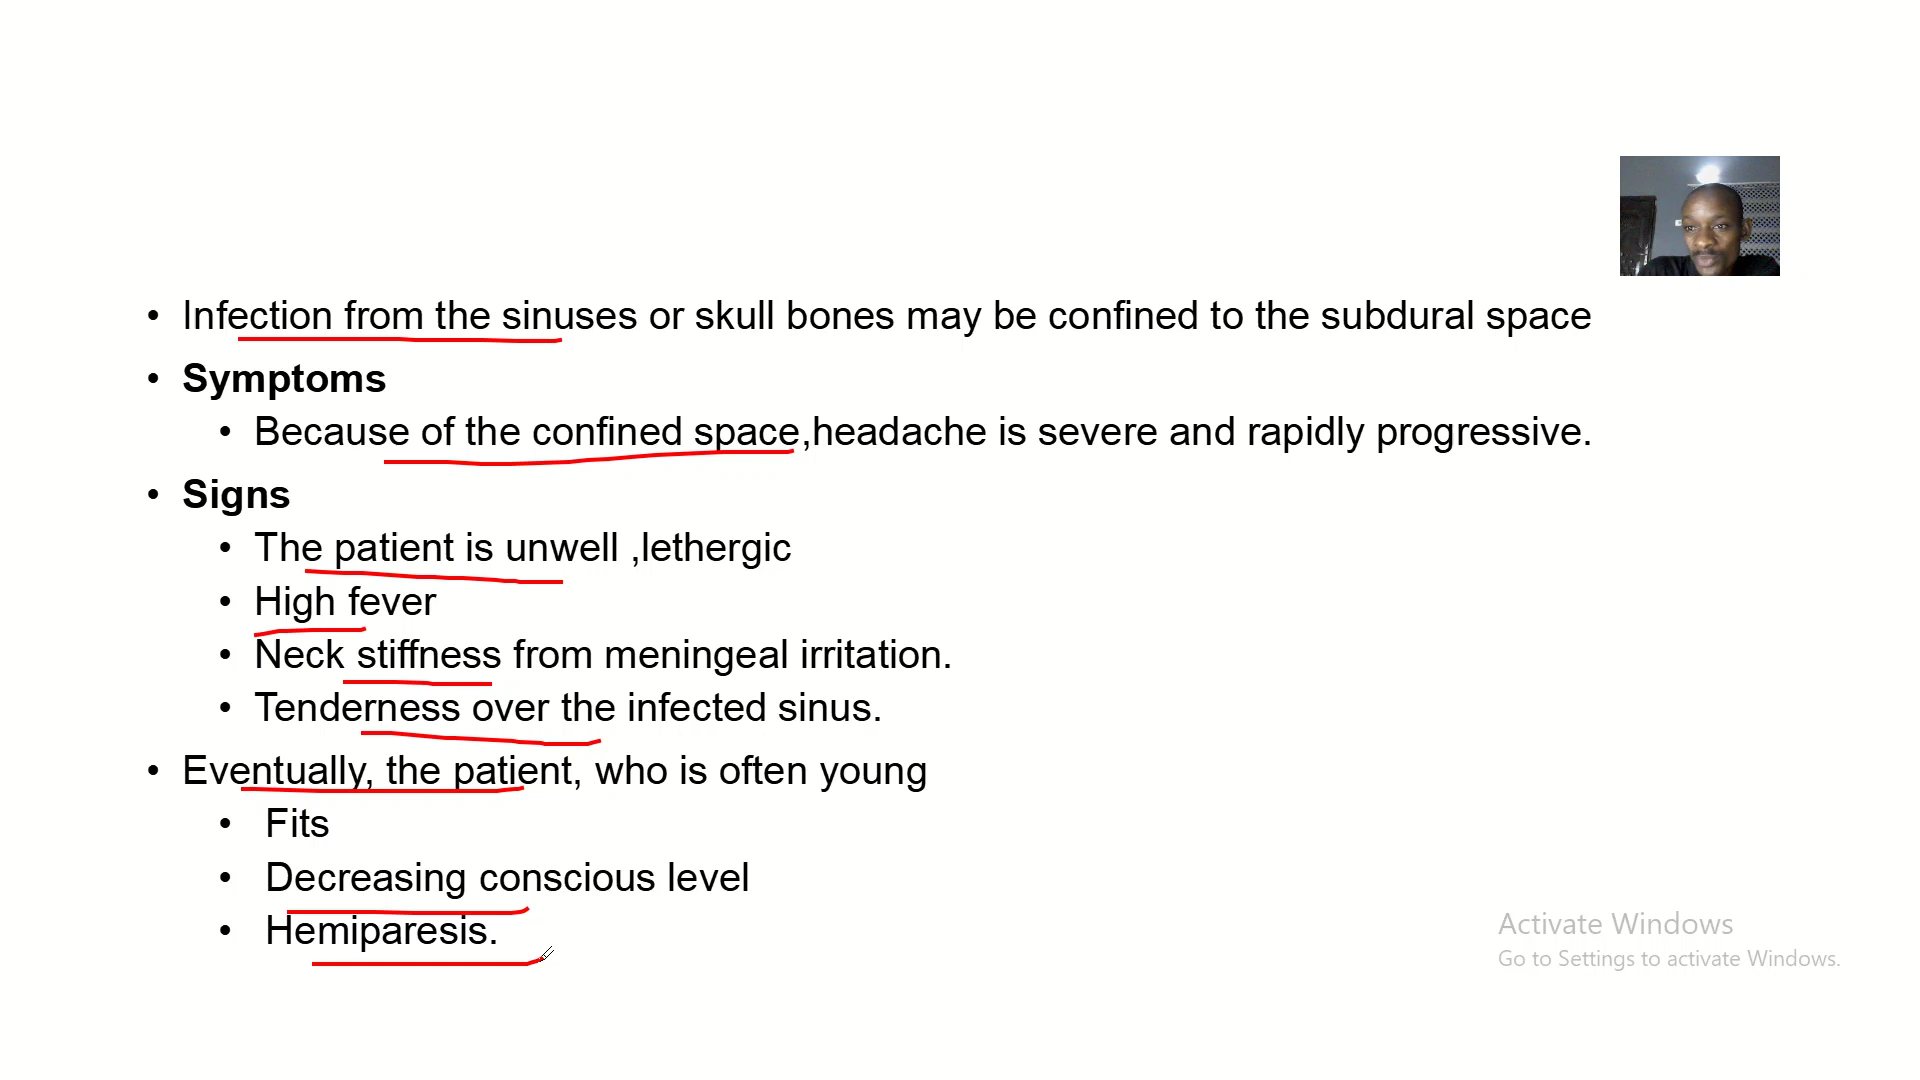 • Infection from the sinuses or skull bones may be confined to the subdural space
• Symptoms
• Because of the confined space,headache is severe and rapidly progressive.
• Signs
• The patient is unwell ,lethergic
• High fever
• Neck stiffness from meningeal irritation.
• Tenderness over the infected sinus.
• Eventually, the patient, who is often young
• Fits
• Decreasing conscious level
• Hemiparesis.
Activate Windows
Go to Settings to activate Windows.